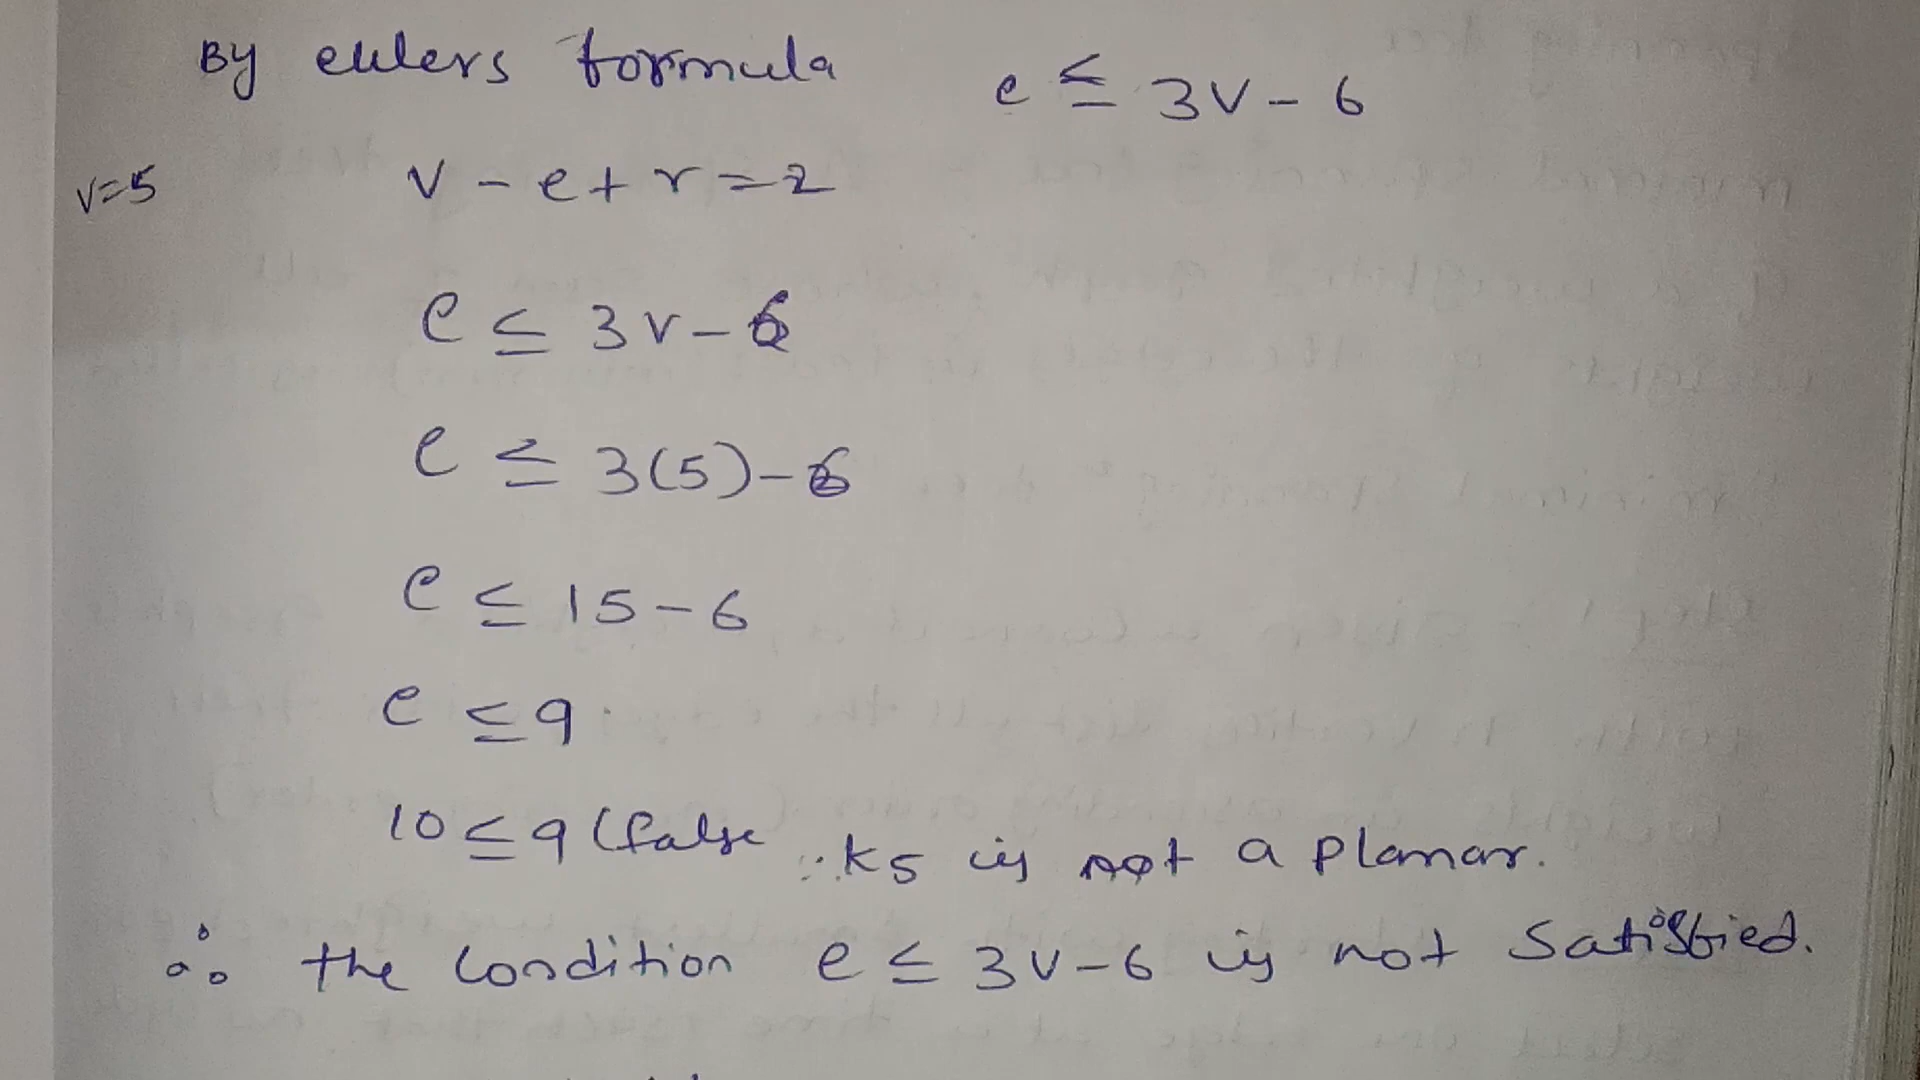 By eulers formula e ≤ 3v - 6
v=5 v - e + r = 2
e ≤ 3v - 6
e ≤ 3(5) - 6
e ≤ 15 - 6
e ≤ 9
10 ≤ 9 (false ∴ K5 is not a planar.
∴ the condition e ≤ 3v-6 is not satisfied.